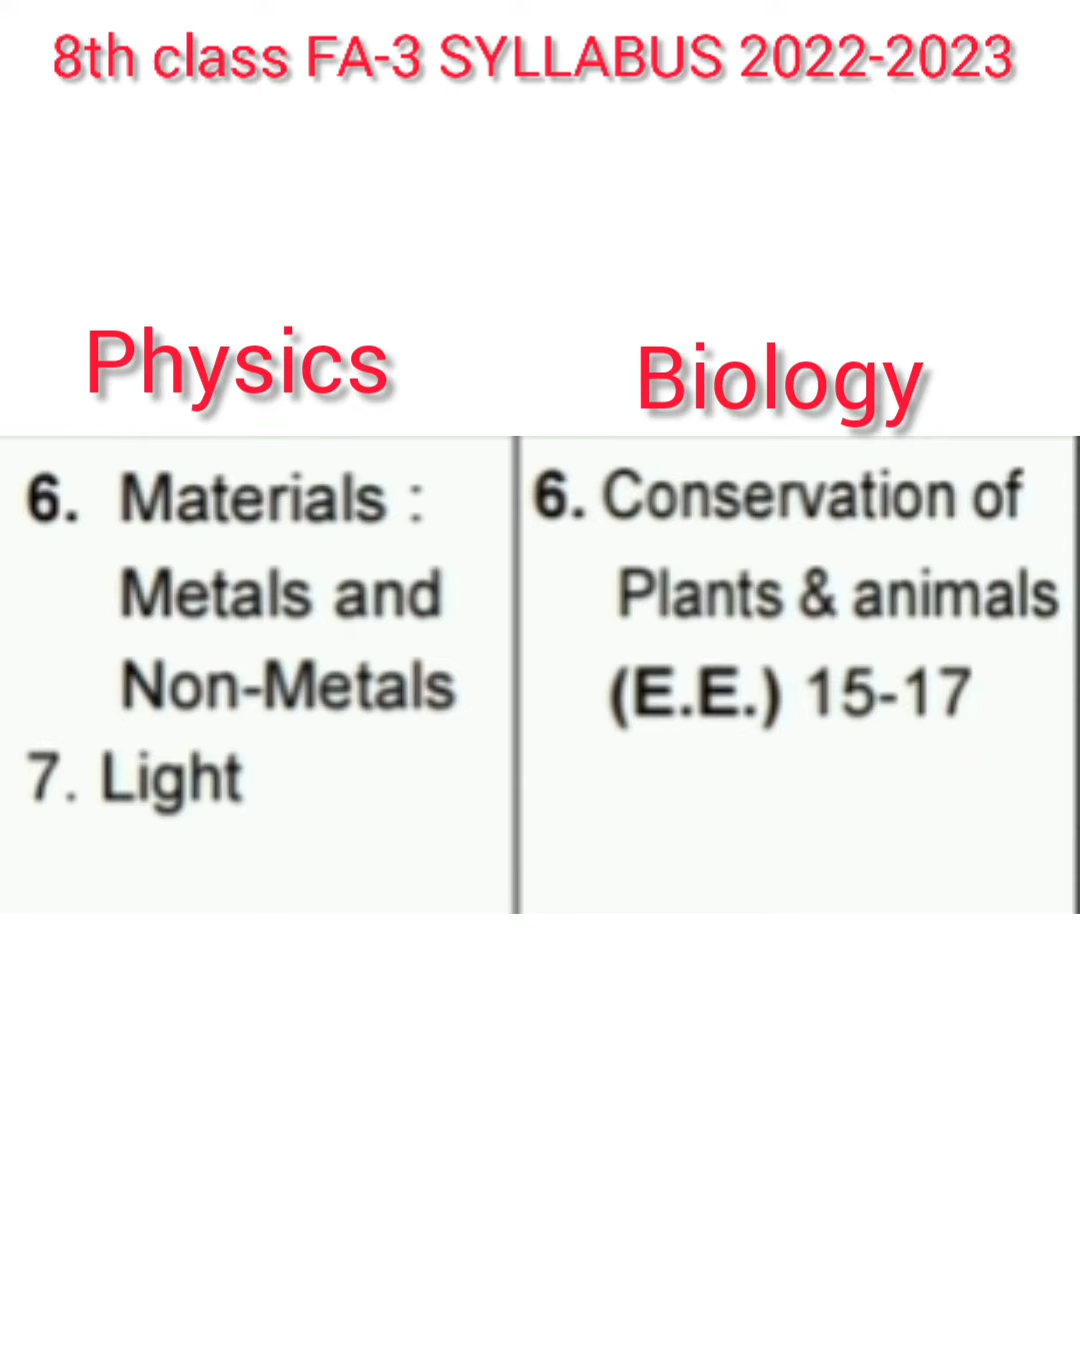 8th class FA-3 SYLLABUS 2022-2023
Physics
6. Materials :
Metals and
Non-Metals
7. Light
Biology
6. Conservation of
Plants & animals
(E.E.) 15-17